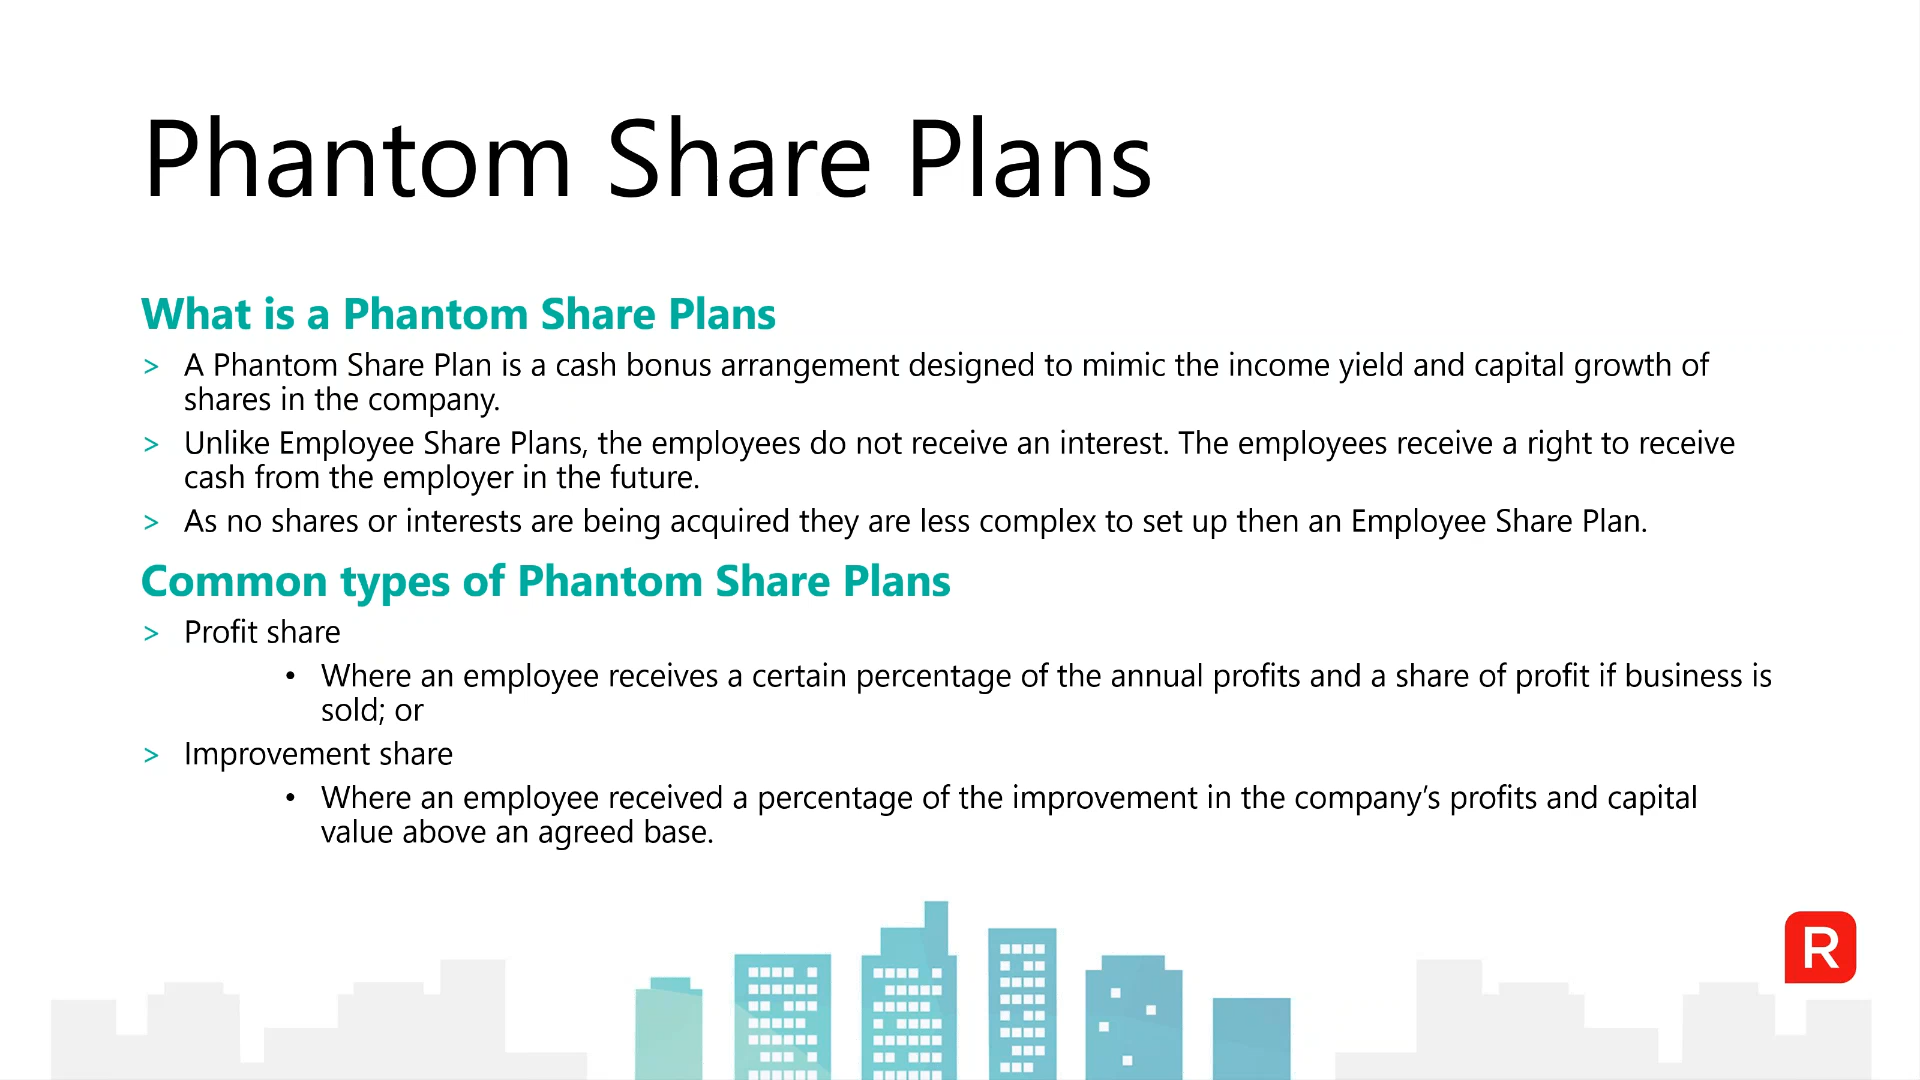 Phantom Share Plans
What is a Phantom Share Plans
> A Phantom Share Plan is a cash bonus arrangement designed to mimic the income yield and capital growth of
shares in the company.
> Unlike Employee Share Plans, the employees do not receive an interest. The employees receive a right to receive
cash from the employer in the future.
> As no shares or interests are being acquired they are less complex to set up then an Employee Share Plan.
Common types of Phantom Share Plans
> Profit share
• Where an employee receives a certain percentage of the annual profits and a share of profit if business is
sold; or
> Improvement share
• Where an employee received a percentage of the improvement in the company’s profits and capital
value above an agreed base.
R